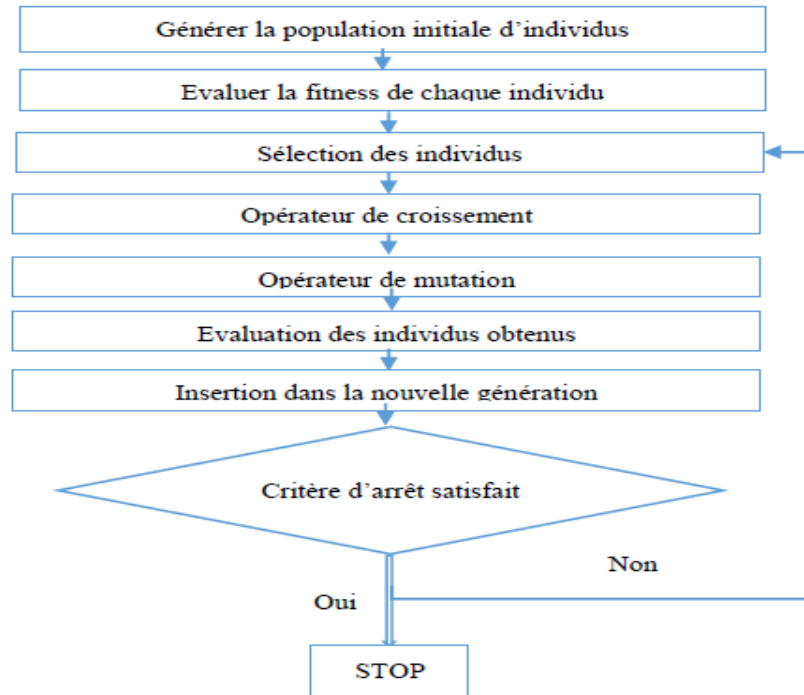 Générer la population initiale d’individus
Evaluer la fitness de chaque individu
Sélection des individus
Opérateur de croissement
Opérateur de mutation
Evaluation des individus obtenus
Insertion dans la nouvelle génération
Critère d’arrêt satisfait
Non
Oui
STOP